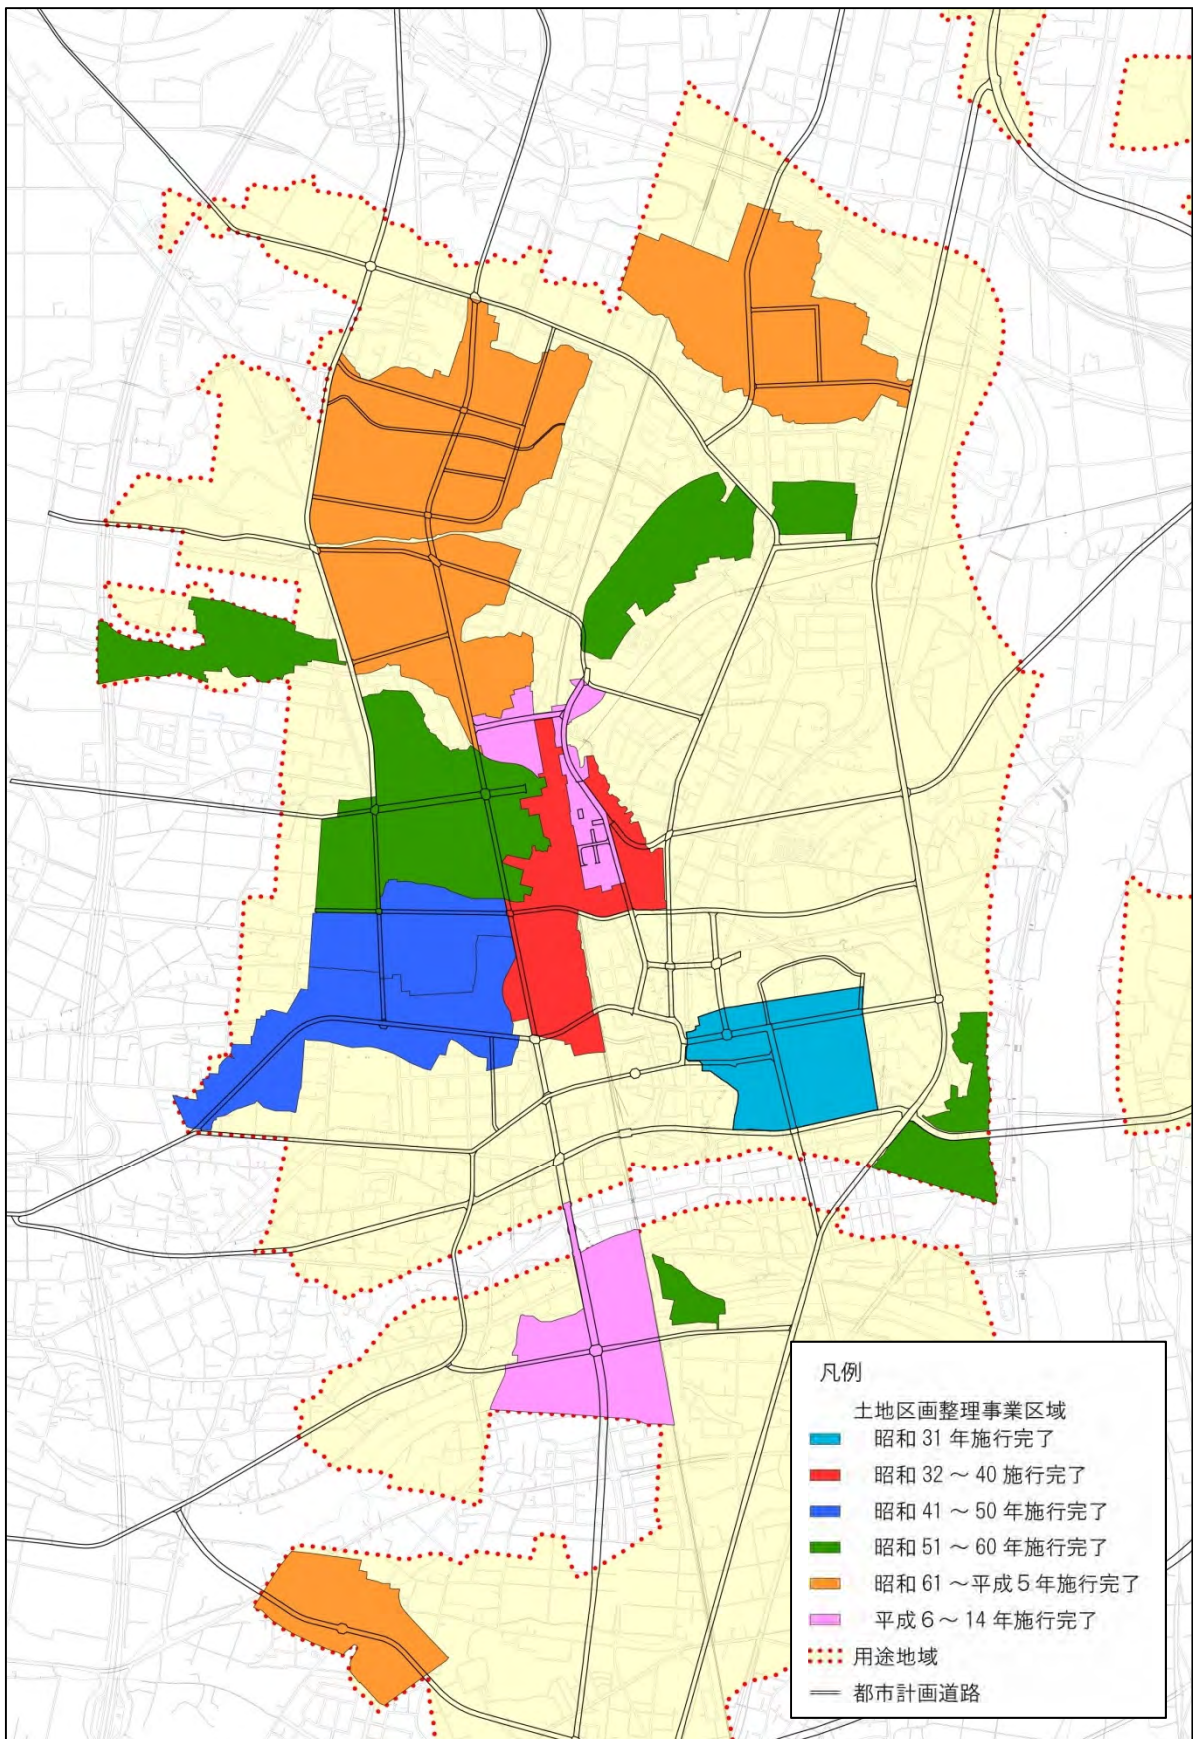 凡例
土地区画整理事業区域
昭和 31 年施行完了
昭和 32 ～ 40 施行完了
昭和 41 ～ 50 年施行完了
昭和 51 ～ 60 年施行完了
昭和 61 ～平成 5 年施行完了
平成 6 ～ 14 年施行完了
用途地域
都市計画道路